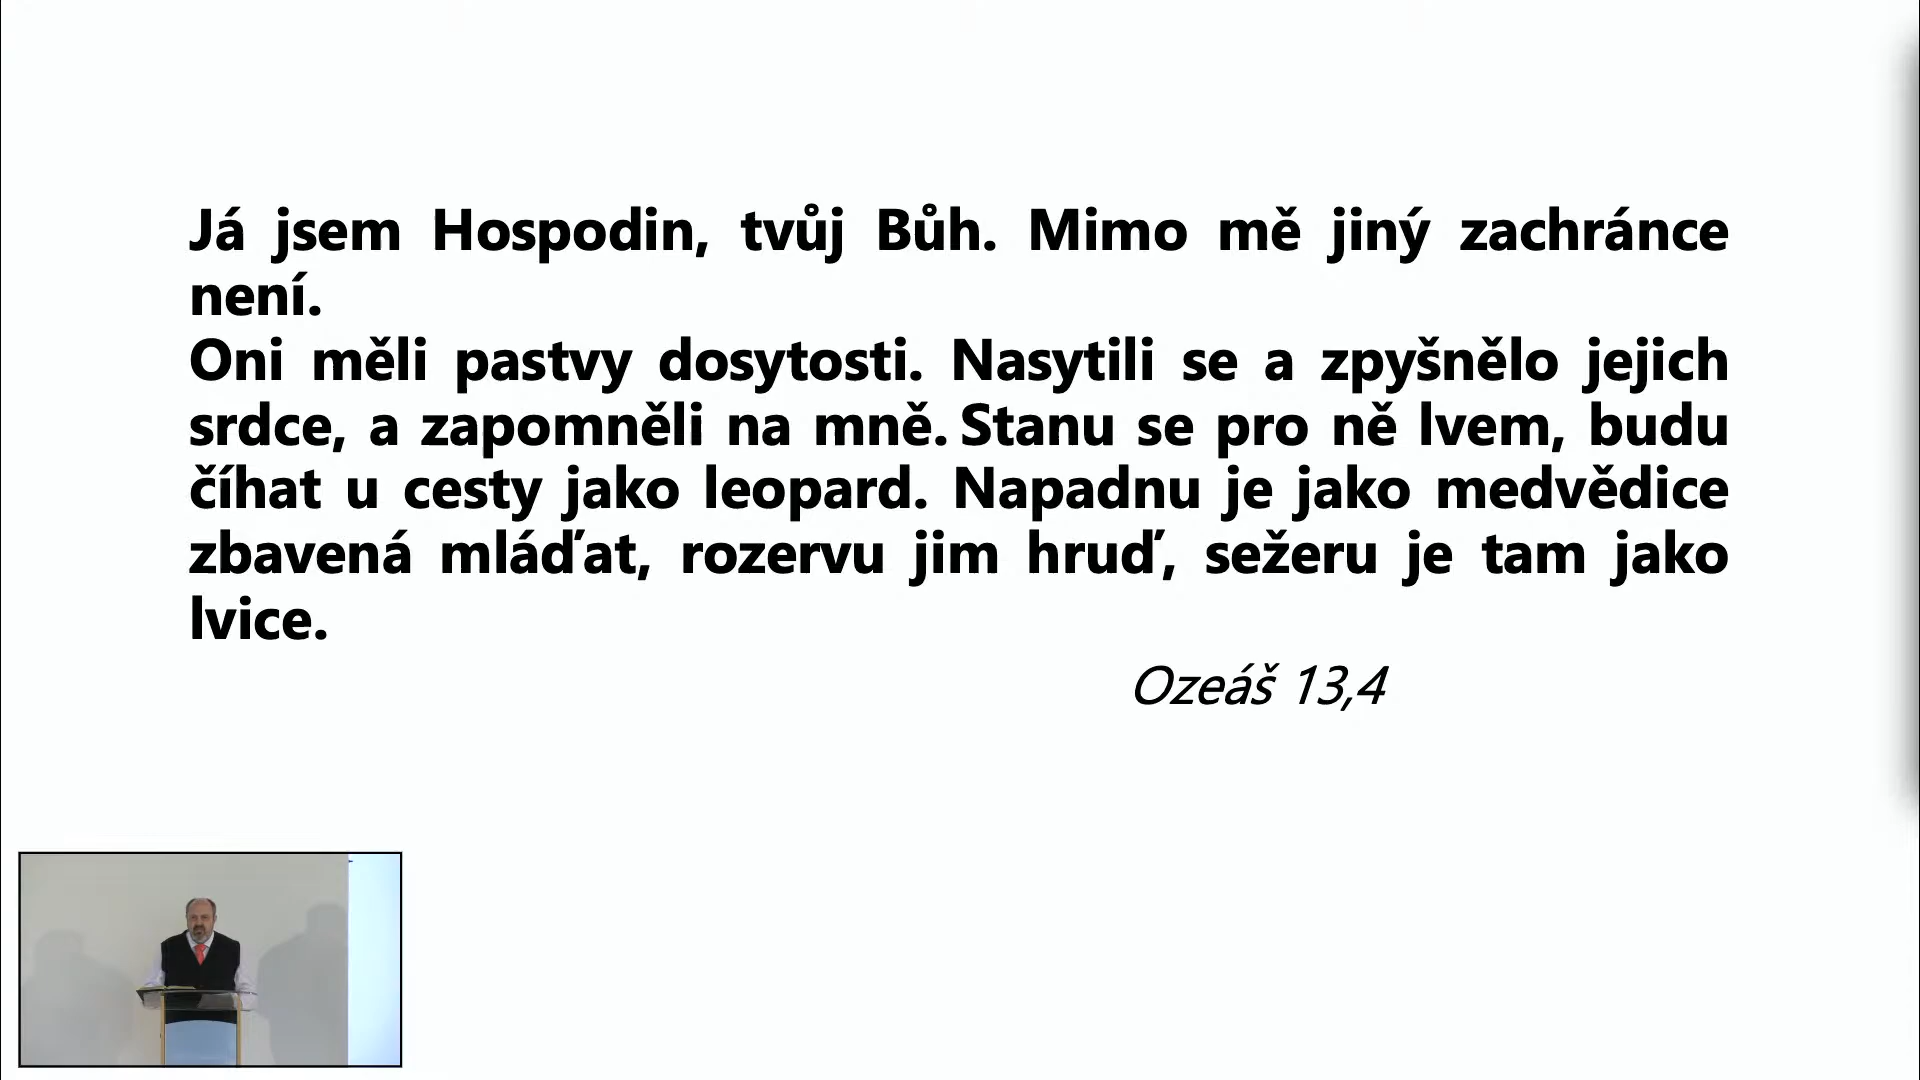 Já jsem Hospodin, tvůj Bůh. Mimo mě jiný zachránce
není.
Oni měli pastvy dosytosti. Nasytili se a zpyšnělo jejich
srdce, a zapomněli na mně. Stanu se pro ně lvem, budu
číhat u cesty jako leopard. Napadnu je jako medvědice
zbavená mláďat, rozervu jim hruď, sežeru je tam jako
lvice.
Ozeáš 13,4